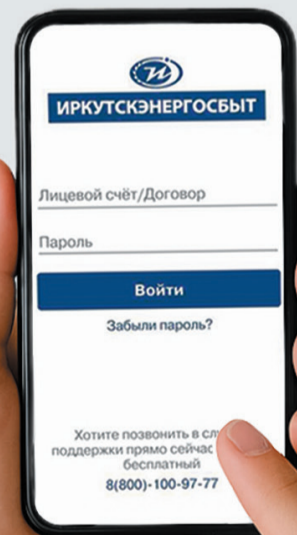 ИРКУТСКЭНЕРГОСБЫТ
Лицевой счёт/Договор
Пароль
Войти
Забыли пароль?
Хотите позвонить в
поддержки прямо сейчас
бесплатный
8(800)-100-97-77